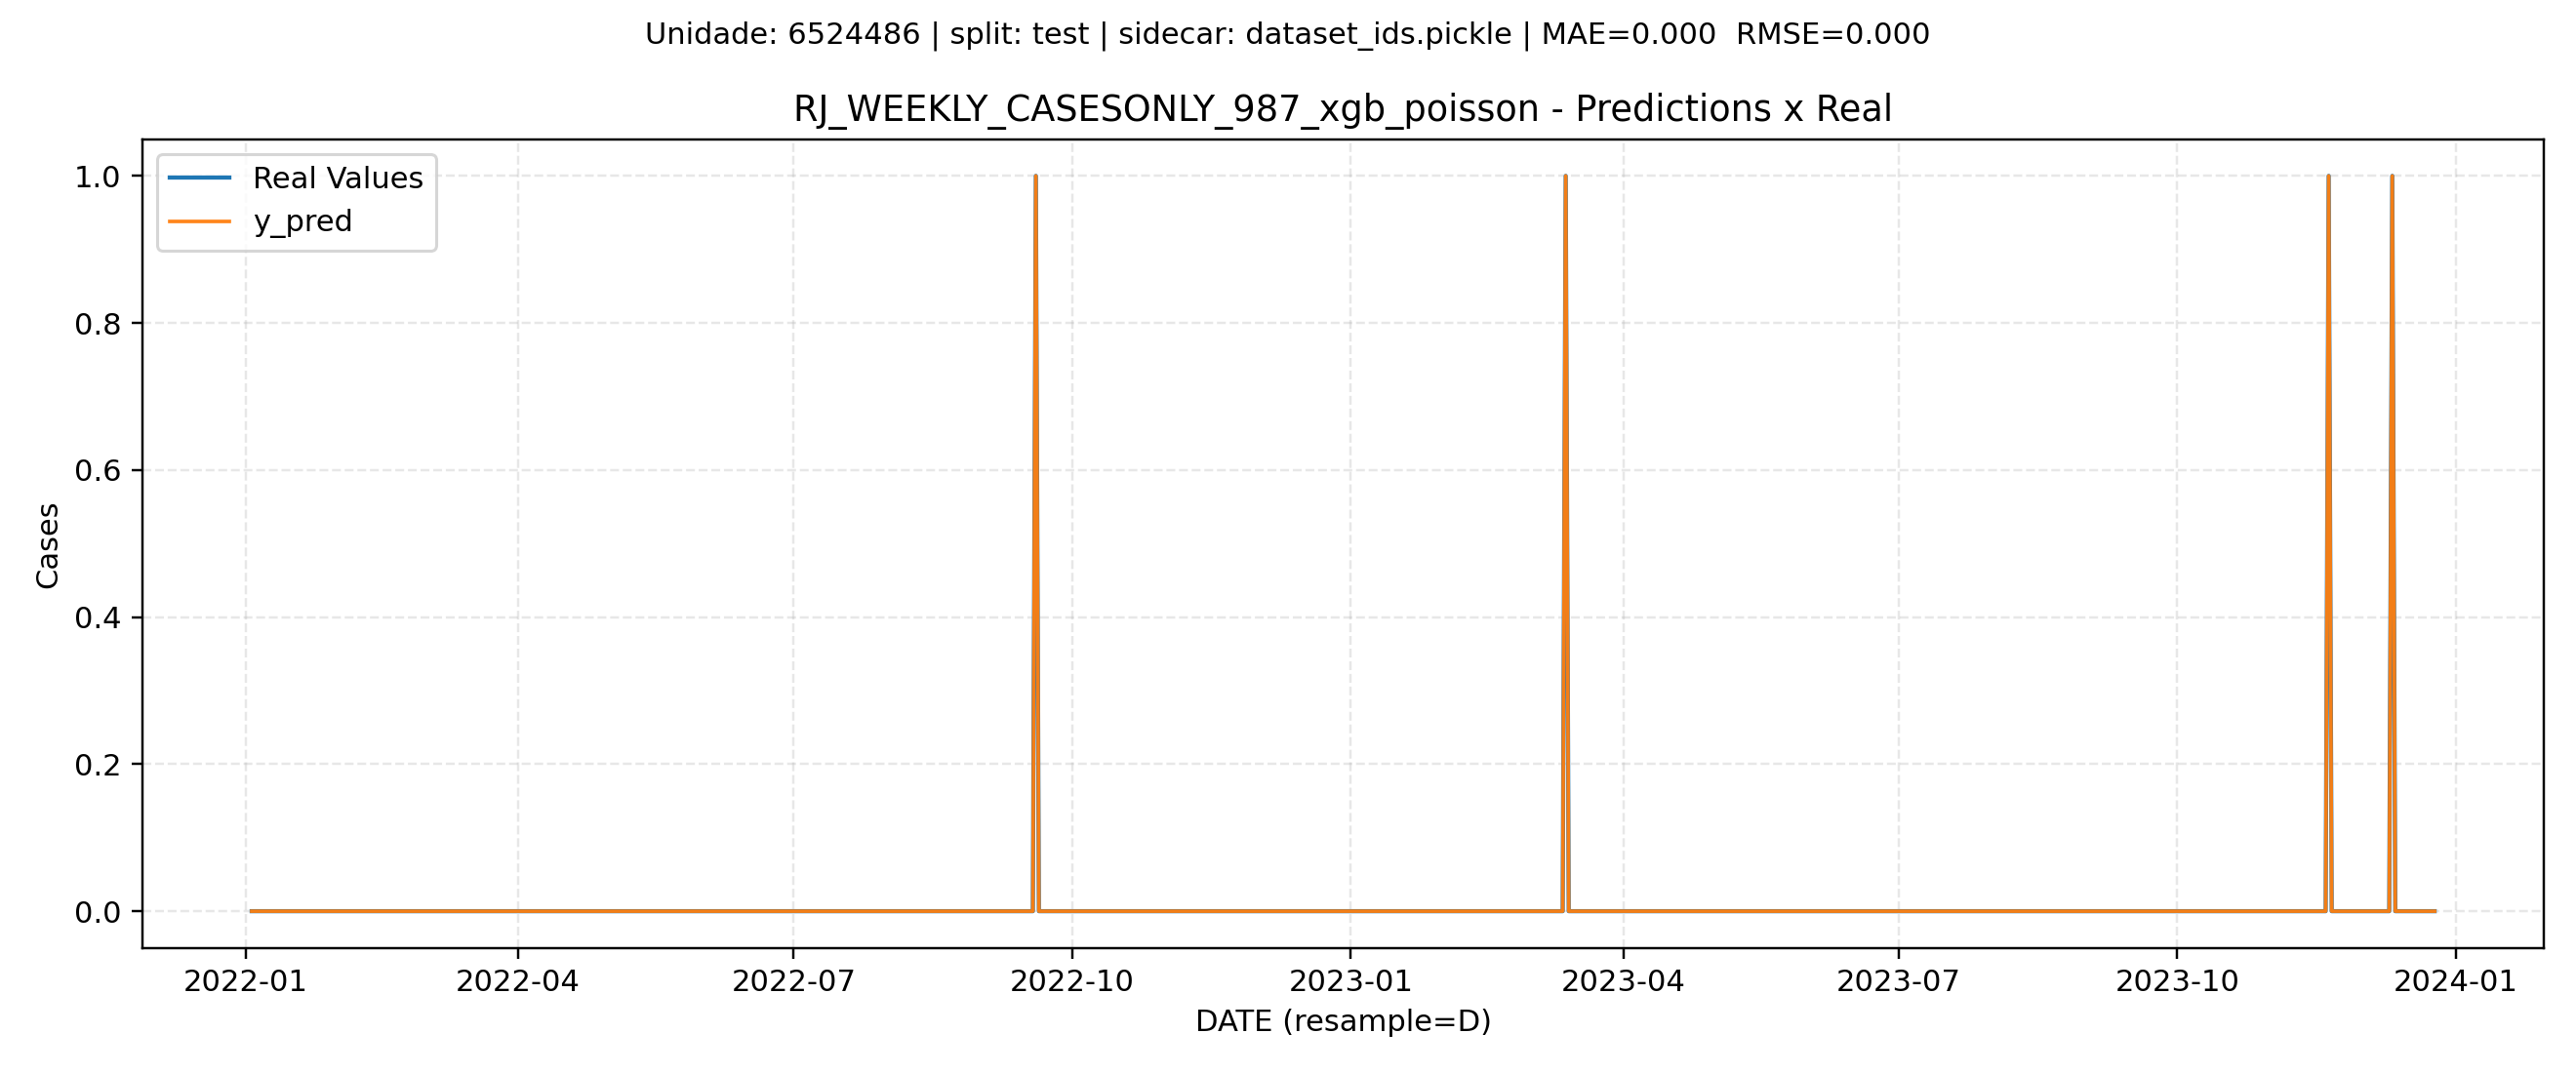 Unidade: 6524486 | split: test | sidecar: dataset_ids.pickle | MAE=0.000  RMSE=0.000
RJ_WEEKLY_CASESONLY_987_xgb_poisson - Predictions x Real
Real Values
y_pred
Cases
1.0
0.8
0.6
0.4
0.2
0.0
2022-01
2022-04
2022-07
2022-10
2023-01
2023-04
2023-07
2023-10
2024-01
DATE (resample=D)